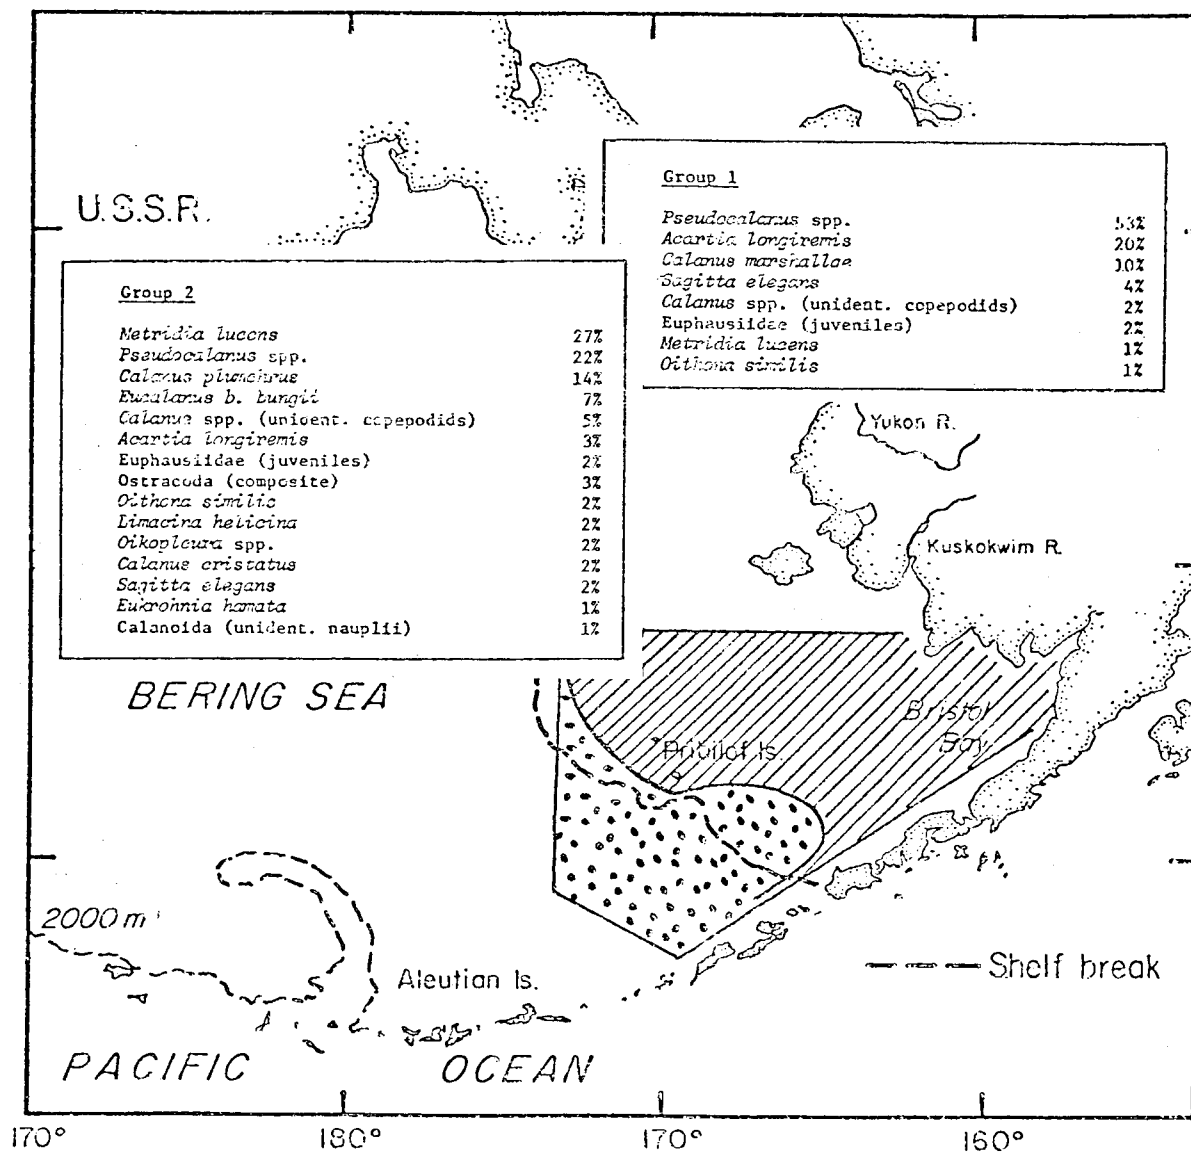 U.S.S.R.
Group 1
Pseudocalanus spp. 53%
Acartia longiremis 20%
Calanus marshallae 10%
Sagitta elegans 4%
Calanus spp. (unident. copepodids) 2%
Euphausiidae (juveniles) 2%
Metridia lucens 1%
Oithona similis 1%
Group 2
Metridia lucens 27%
Pseudocalanus spp. 22%
Calanus plumchrus 14%
Eucalanus b. bungii 7%
Calanus spp. (unident. copepodids) 5%
Acartia longiremis 3%
Euphausiidae (juveniles) 2%
Ostracoda (composite) 3%
Oithona similis 2%
Limacina helicina 2%
Oikopleura spp. 2%
Calanus cristatus 2%
Sagitta elegans 2%
Eukrohnia hamata 1%
Calanoida (unident. nauplii) 1%
Yukon R.
Kuskokwim R.
BERING SEA
Bristol
Bay
Pribilof Is.
2000 m
Aleutian Is.
Shelf break
PACIFIC OCEAN
170° 180° 170° 160°